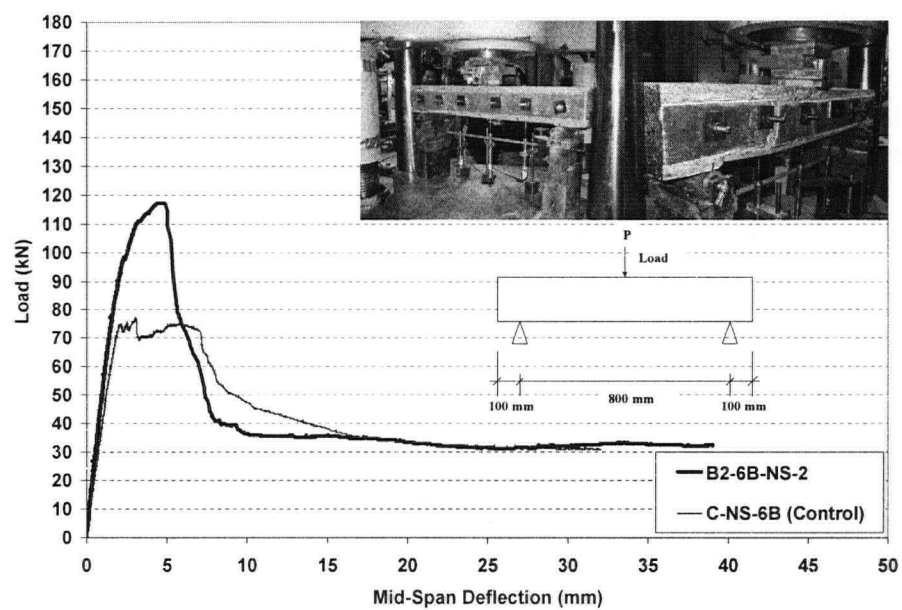 180
170
160
150
140
130
120
110
100
90
80
70
60
50
40
30
20
10
0
Load (kN)
P
Load
100 mm
800 mm
100 mm
B2-6B-NS-2
C-NS-6B (Control)
0 5 10 15 20 25 30 35 40 45 50
Mid-Span Deflection (mm)